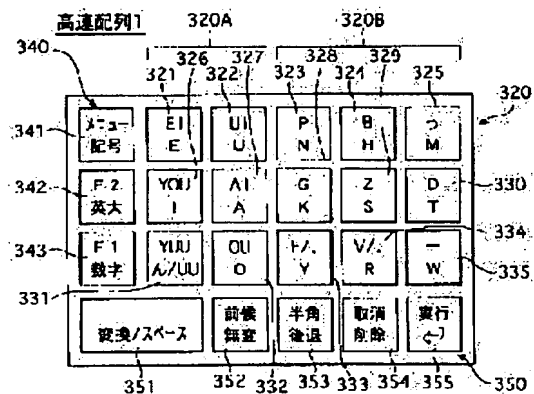 高速配列1
320A 320B
340 326 327 328 329
321 322 323 324 325
320
メニュー EI UI P B っ
341 記号 E U N H M
F2 YOU AI G Z D 330
342 英大 I A K S T
F1 YUU OU ト/。 V/。 ー 334
343 数字 ん/UU O Y R W 335
331
変換/スペース 前候 半角 取消 実行
無変 後退 削除
351 352 332 353 333 354 355 350